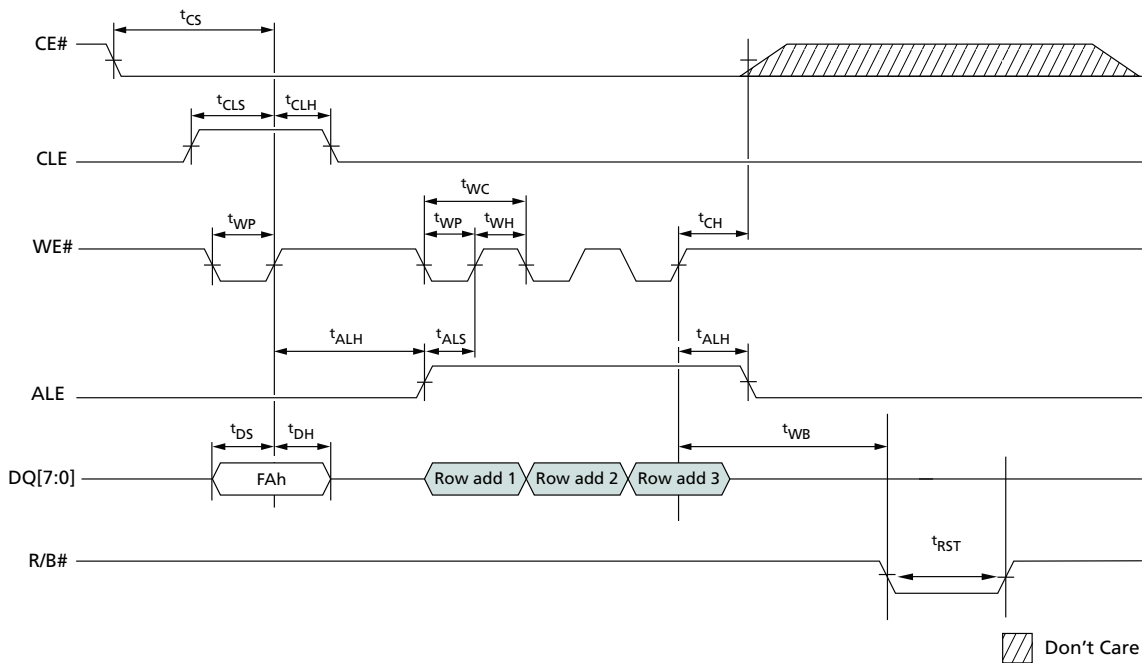 tCS
CE#
tCLS tCLH
CLE
tWC
tWP tWP tWH tCH
WE#
tALH tALS tALH
ALE
tDS tDH tWB
DQ[7:0] FAh Row add 1 Row add 2 Row add 3
tRST
R/B#
Don't Care